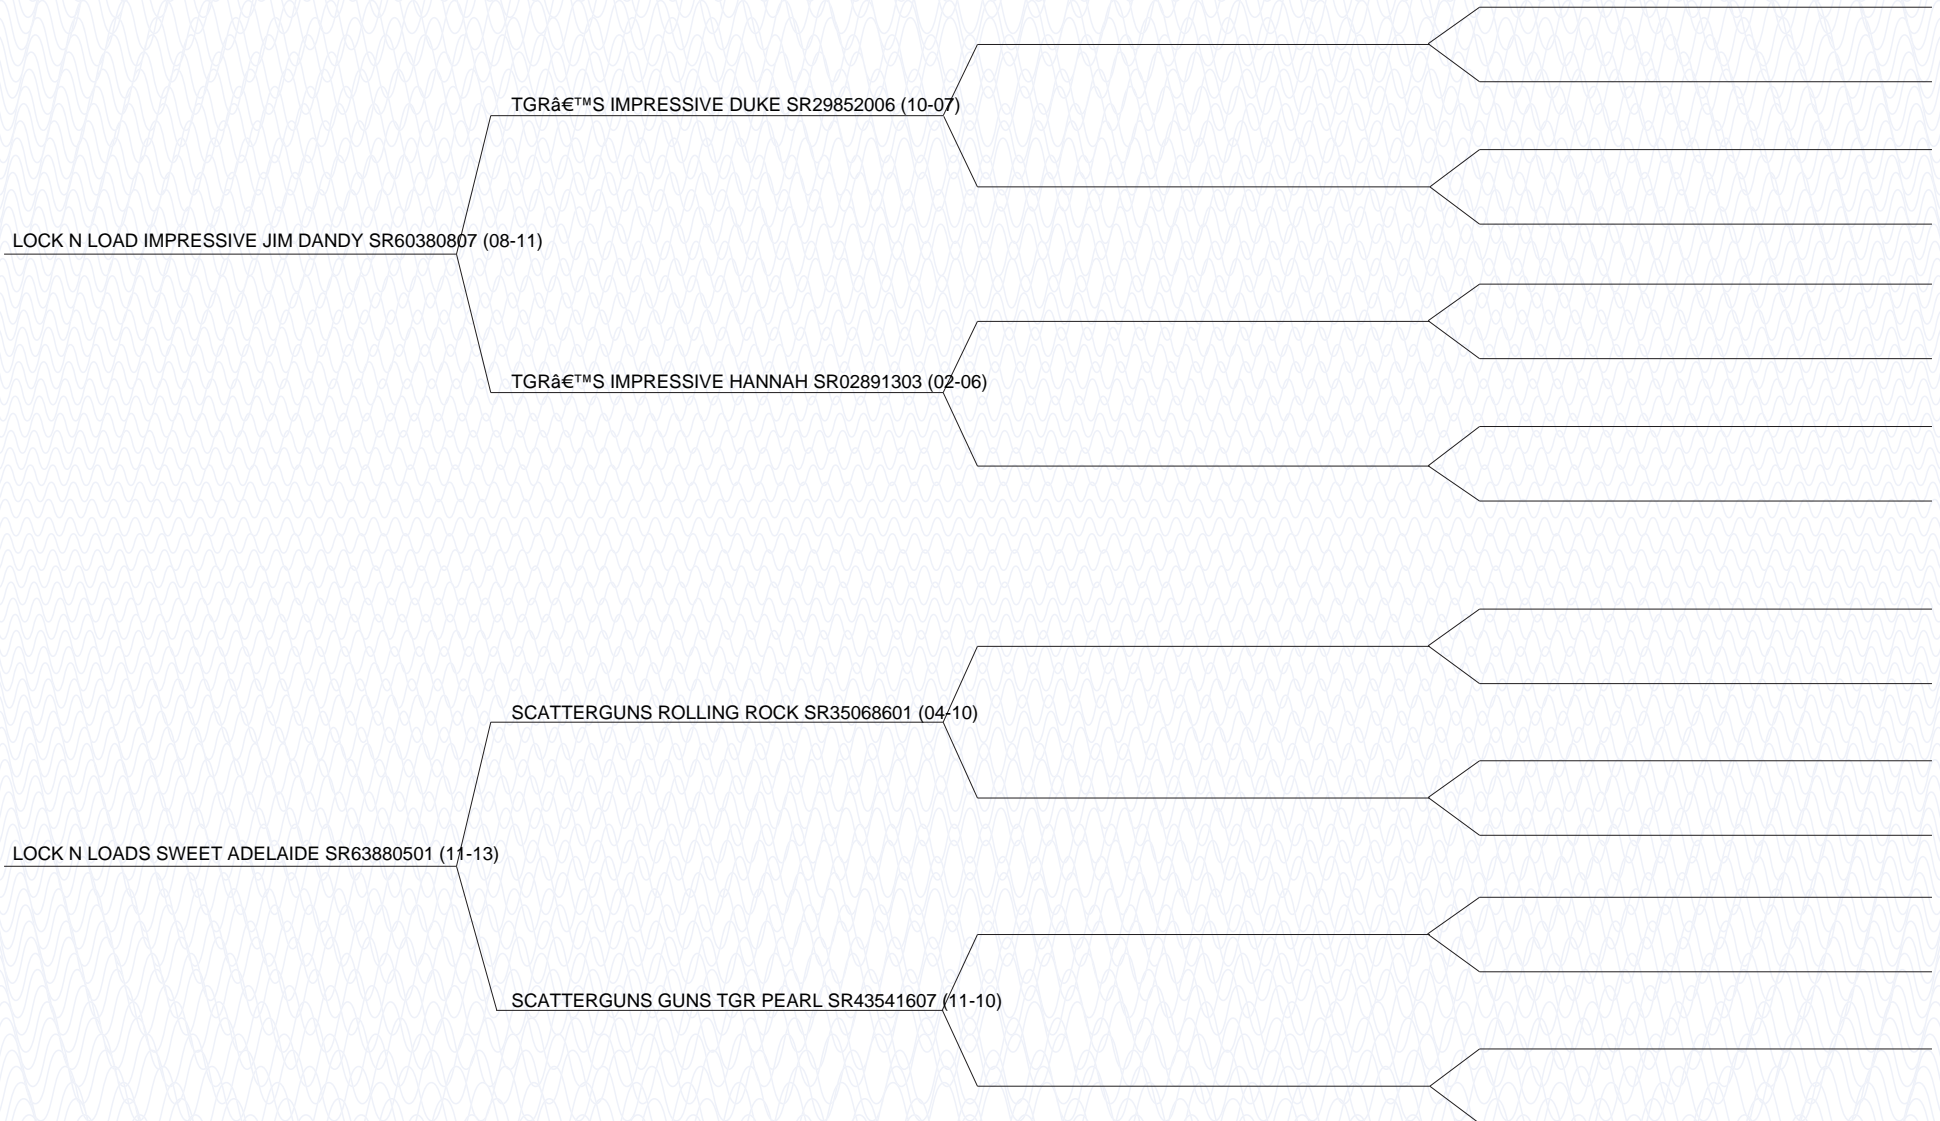 TGRâ€™S IMPRESSIVE DUKE SR29852006 (10-07)
LOCK N LOAD IMPRESSIVE JIM DANDY SR60380807 (08-11)
TGRâ€™S IMPRESSIVE HANNAH SR02891303 (02-06)
SCATTERGUNS ROLLING ROCK SR35068601 (04-10)
LOCK N LOADS SWEET ADELAIDE SR63880501 (11-13)
SCATTERGUNS GUNS TGR PEARL SR43541607 (11-10)